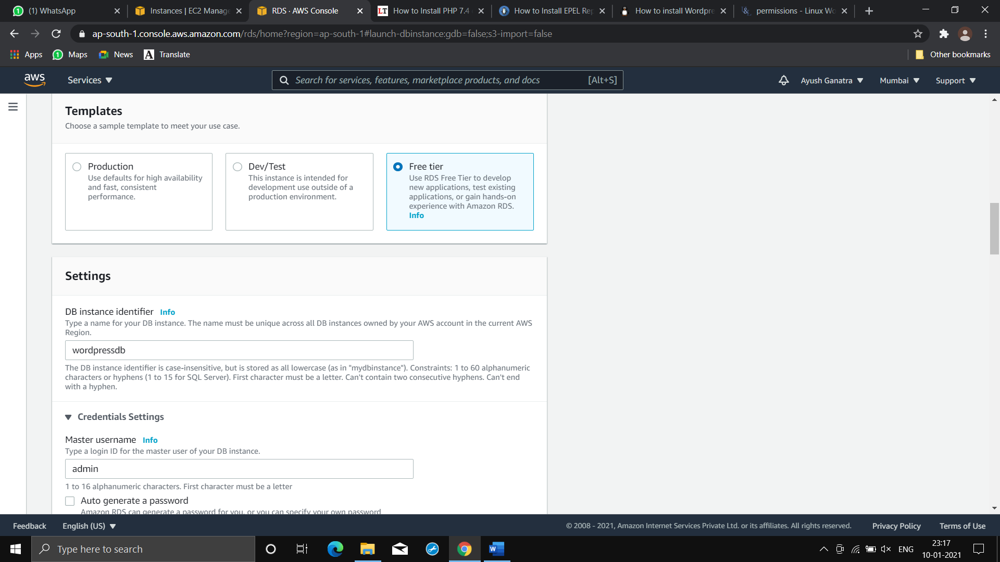 (1) WhatsApp
Instances | EC2 Manage
RDS · AWS Console
LT How to Install PHP 7.4
How to Install EPEL Rep
How to install Wordpre
permissions - Linux Wo
ap-south-1.console.aws.amazon.com/rds/home?region=ap-south-1#launch-dbinstance:gdb=false;s3-import=false
Apps
1 Maps
News
A Translate
Other bookmarks
aws
Services
Search for services, features, marketplace products, and docs [Alt+S]
Ayush Ganatra
Mumbai
Support
Templates
Choose a sample template to meet your use case.
Production
Use defaults for high availability
and fast, consistent
performance.
Dev/Test
This instance is intended for
development use outside of a
production environment.
Free tier
Use RDS Free Tier to develop
new applications, test existing
applications, or gain hands-on
experience with Amazon RDS.
Info
Settings
DB instance identifier Info
Type a name for your DB instance. The name must be unique across all DB instances owned by your AWS account in the current AWS
Region.
wordpressdb
The DB instance identifier is case-insensitive, but is stored as all lowercase (as in "mydbinstance"). Constraints: 1 to 60 alphanumeric
characters or hyphens (1 to 15 for SQL Server). First character must be a letter. Can't contain two consecutive hyphens. Can't end
with a hyphen.
Credentials Settings
Master username Info
Type a login ID for the master user of your DB instance.
admin
1 to 16 alphanumeric characters. First character must be a letter
Auto generate a password
Amazon RDS can generate a password for you, or you can specify your own password
Feedback
English (US)
© 2008 - 2021, Amazon Internet Services Private Ltd. or its affiliates. All rights reserved.
Privacy Policy
Terms of Use
Type here to search
W
ENG
23:17
10-01-2021